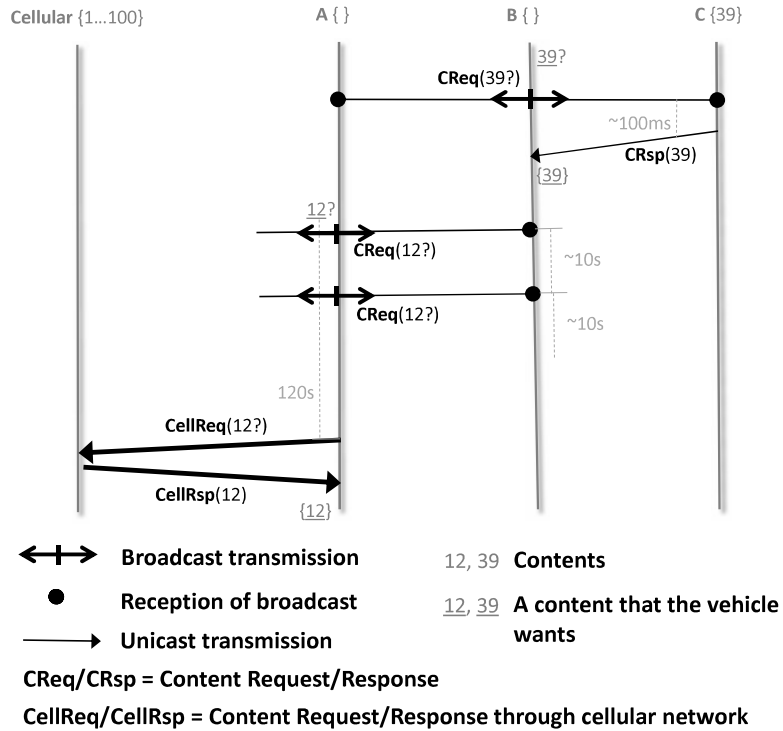 Cellular {1...100} A { } B { } C {39}
39?
CReq(39?)
~100ms
CRsp(39)
{39}
12?
CReq(12?)
~10s
CReq(12?)
~10s
120s
CellReq(12?)
CellRsp(12)
{12}
Broadcast transmission
12, 39 Contents
Reception of broadcast
12, 39 A content that the vehicle
wants
Unicast transmission
CReq/CRsp = Content Request/Response
CellReq/CellRsp = Content Request/Response through cellular network